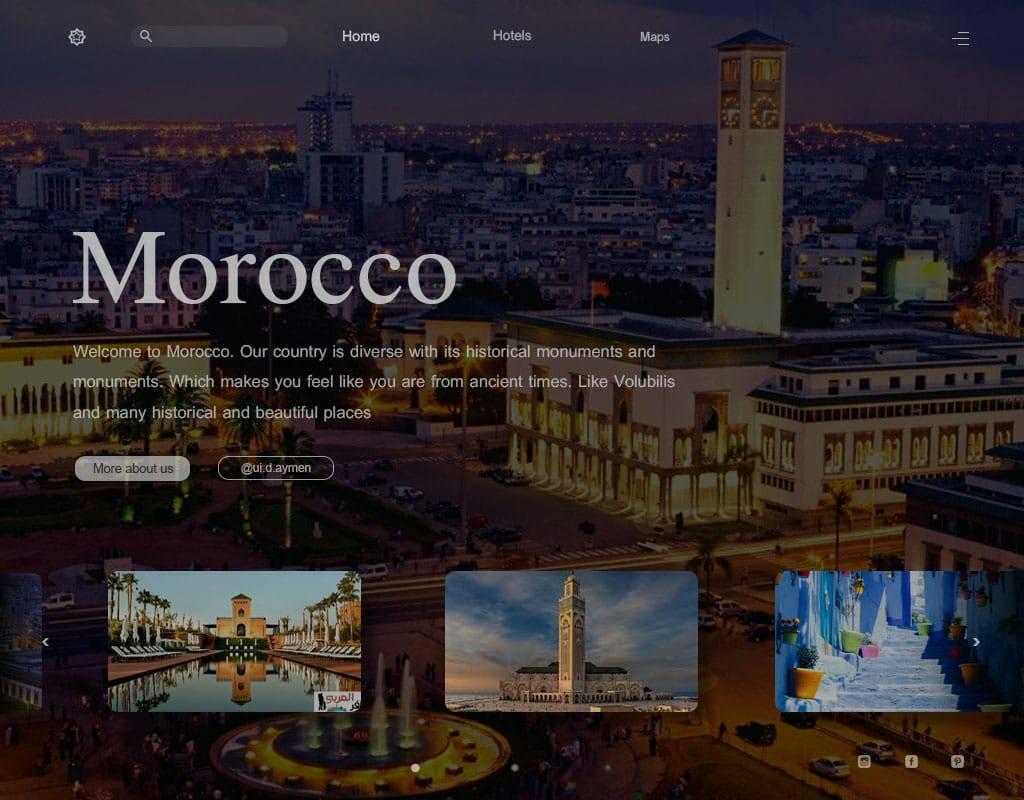 Home
Hotels
Maps
Morocco
Welcome to Morocco. Our country is diverse with its historical monuments and
monuments. Which makes you feel like you are from ancient times. Like Volubilis
and many historical and beautiful places
More about us
@ui.d.aymen
العربي